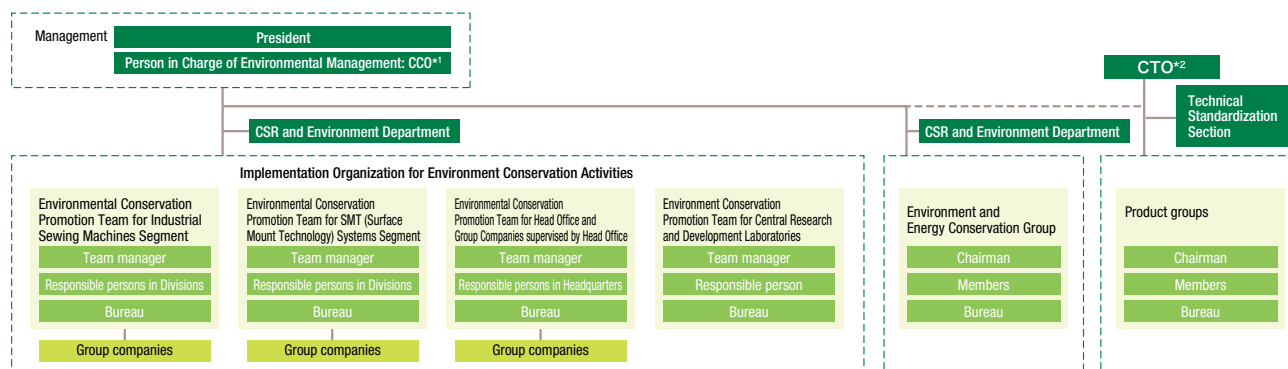 Management
President
Person in Charge of Environmental Management: CCO*1
CTO*2
Technical
Standardization
Section
CSR and Environment Department
CSR and Environment Department
Implementation Organization for Environment Conservation Activities
Environmental Conservation
Promotion Team for Industrial
Sewing Machines Segment
Team manager
Responsible persons in Divisions
Bureau
Group companies
Environmental Conservation
Promotion Team for SMT (Surface
Mount Technology) Systems Segment
Team manager
Responsible persons in Divisions
Bureau
Group companies
Environmental Conservation
Promotion Team for Head Office and
Group Companies supervised by Head Office
Team manager
Responsible persons in Headquarters
Bureau
Group companies
Environment Conservation
Promotion Team for Central Research
and Development Laboratories
Team manager
Responsible person
Bureau
Environment and
Energy Conservation Group
Chairman
Members
Bureau
Product groups
Chairman
Members
Bureau